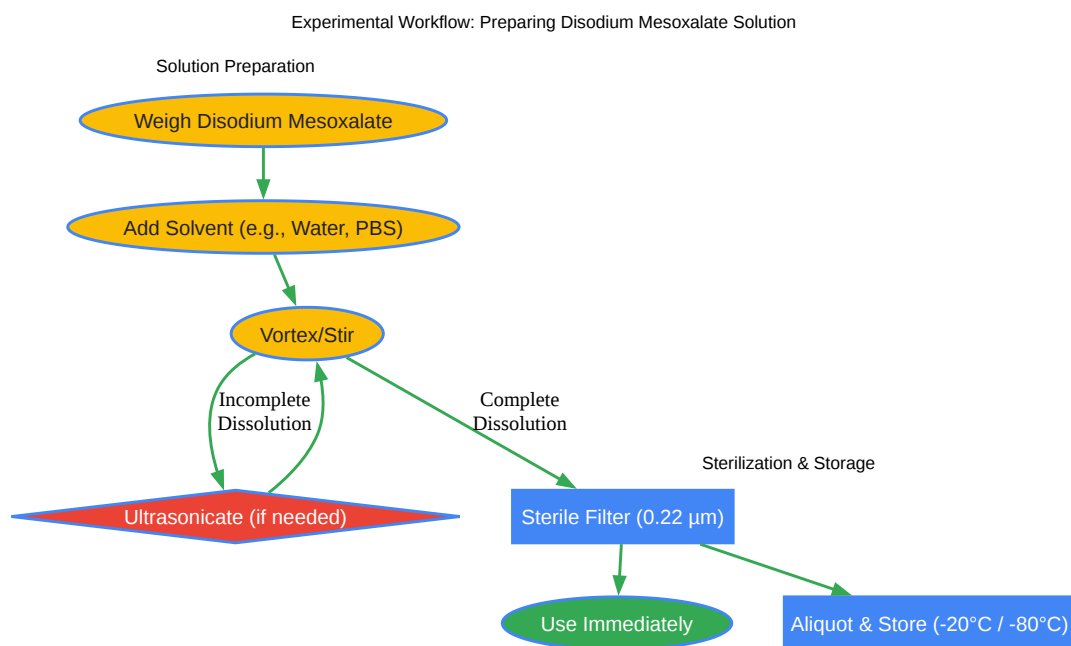 Experimental Workflow: Preparing Disodium Mesoxalate Solution
Solution Preparation
Weigh Disodium Mesoxalate
Add Solvent (e.g., Water, PBS)
Vortex/Stir
Incomplete
Dissolution
Complete
Dissolution
Ultrasonicate (if needed)
Sterilization & Storage
Sterile Filter (0.22 µm)
Use Immediately
Aliquot & Store (-20°C / -80°C)